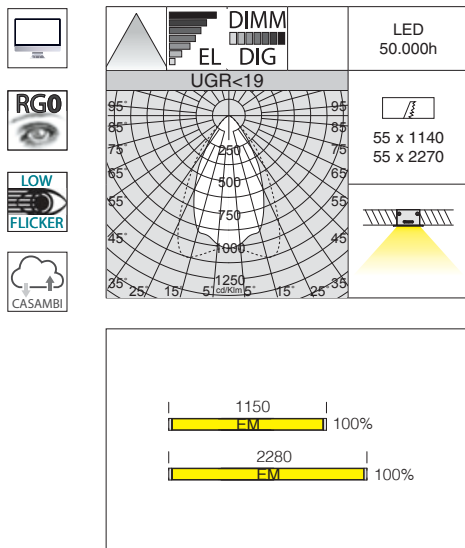 RG0
LOW
FLICKER
CASAMBI
EL
DIMM
DIG
LED
50.000h
UGR<19
95° 95°
85° 85°
75° 75°
65° 65°
55° 55°
45° 45°
35° 25° 15° 5° 5° 15° 25° 35°
250
500
750
1000
1250
cd/Klm
55 x 1140
55 x 2270
1150
EM 100%
2280
EM 100%